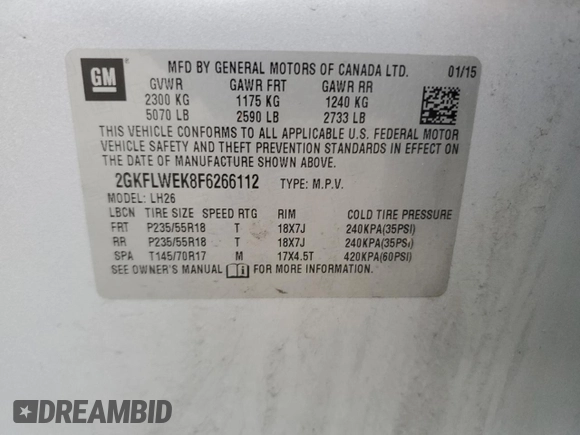 GM
MFD BY GENERAL MOTORS OF CANADA LTD. 01/15
GVWR GAWR FRT GAWR RR
2300 KG 1175 KG 1240 KG
5070 LB 2590 LB 2733 LB
THIS VEHICLE CONFORMS TO ALL APPLICABLE U.S. FEDERAL MOTOR
VEHICLE SAFETY AND THEFT PREVENTION STANDARDS IN EFFECT ON
THE DATE OF MANUFACTURE SHOWN ABOVE.
2GKFLWEK8F6266112 TYPE: M.P.V.
MODEL: LH26
LBCN TIRE SIZE SPEED RTG RIM COLD TIRE PRESSURE
FRT P235/55R18 T 18X7J 240KPA(35PSI)
RR P235/55R18 T 18X7J 240KPA(35PSI)
SPA T145/70R17 M 17X4.5T 420KPA(60PSI)
SEE OWNER'S MANUAL FOR MORE INFORMATION.
DREAMBID